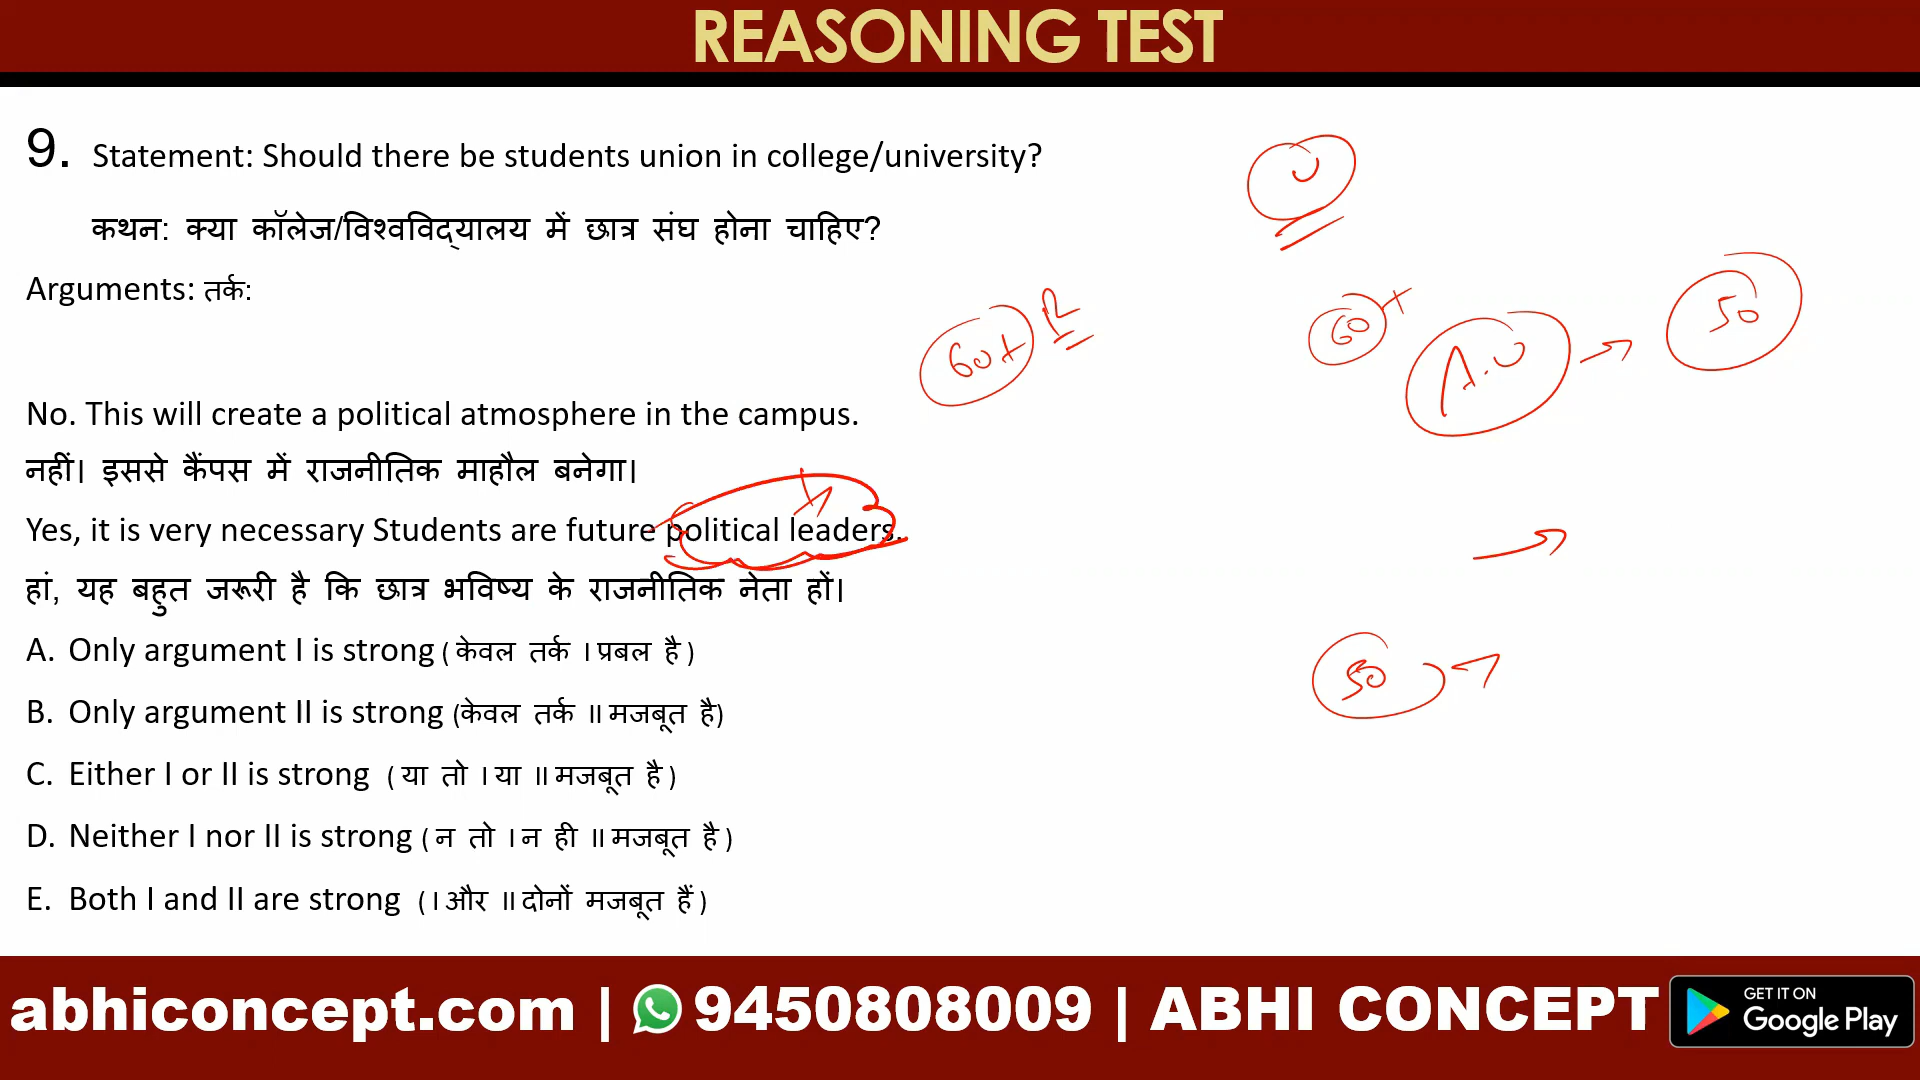 REASONING TEST
9. Statement: Should there be students union in college/university?
कथन: क्या कॉलेज/विश्वविद्यालय में छात्र संघ होना चाहिए?
Arguments: तर्क:
No. This will create a political atmosphere in the campus.
नहीं। इससे कैंपस में राजनीतिक माहौल बनेगा।
Yes, it is very necessary Students are future political leaders.
हां, यह बहुत जरूरी है कि छात्र भविष्य के राजनीतिक नेता हों।
A. Only argument I is strong ( केवल तर्क । प्रबल है )
B. Only argument II is strong (केवल तर्क ॥ मजबूत है)
C. Either I or II is strong ( या तो । या ॥ मजबूत है )
D. Neither I nor II is strong ( न तो । न ही ॥ मजबूत है )
E. Both I and II are strong ( । और ॥ दोनों मजबूत हैं )
60+
60+
A.U
50
50
abhiconcept.com | 9450808009 | ABHI CONCEPT
GET IT ON
Google Play